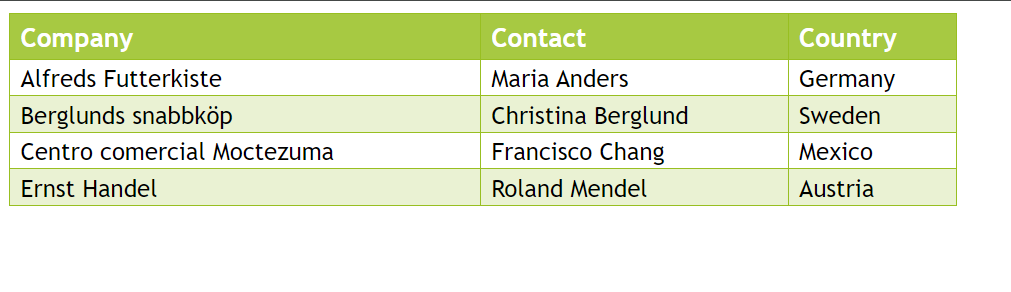 Company Contact Country
Alfreds Futterkiste Maria Anders Germany
Berglunds snabbköp Christina Berglund Sweden
Centro comercial Moctezuma Francisco Chang Mexico
Ernst Handel Roland Mendel Austria